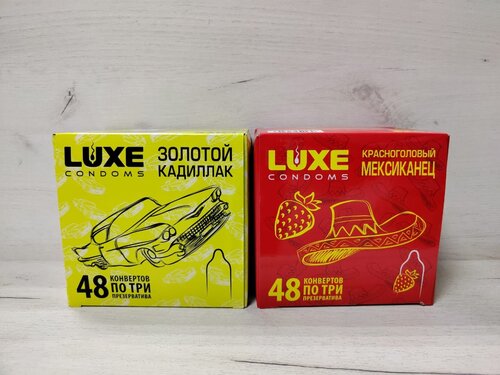 LUXE
CONDOMS
ЗОЛОТОЙ
КАДИЛЛАК
48
КОНВЕРТОВ
ПО ТРИ
ПРЕЗЕРВАТИВА
LUXE
CONDOMS
КРАСНОГОЛОВЫЙ
МЕКСИКАНЕЦ
48
КОНВЕРТОВ
ПО ТРИ
ПРЕЗЕРВАТИВА